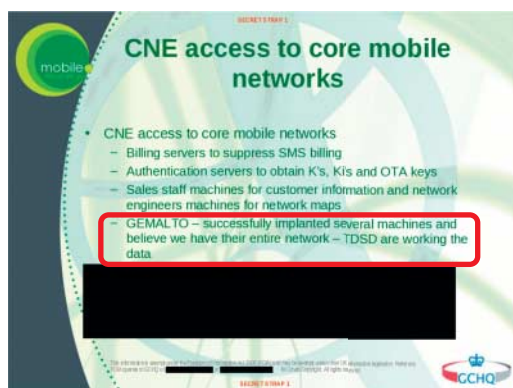 SECRET STRAP 1
mobile
CNE access to core mobile
networks
• CNE access to core mobile networks
– Billing servers to suppress SMS billing
– Authentication servers to obtain K's, Ki's and OTA keys
– Sales staff machines for customer information and network
engineers machines for network maps
– GEMALTO – successfully implanted several machines and
believe we have their entire network – TDSD are working the
data
SECRET STRAP 1
GCHQ